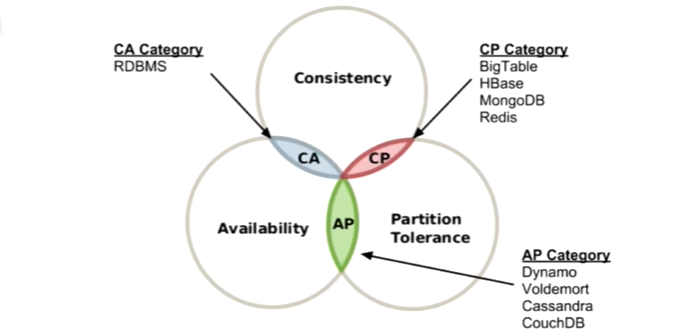 CA Category
RDBMS
CP Category
BigTable
HBase
MongoDB
Redis
Consistency
CA
CP
Availability
AP
Partition
Tolerance
AP Category
Dynamo
Voldemort
Cassandra
CouchDB